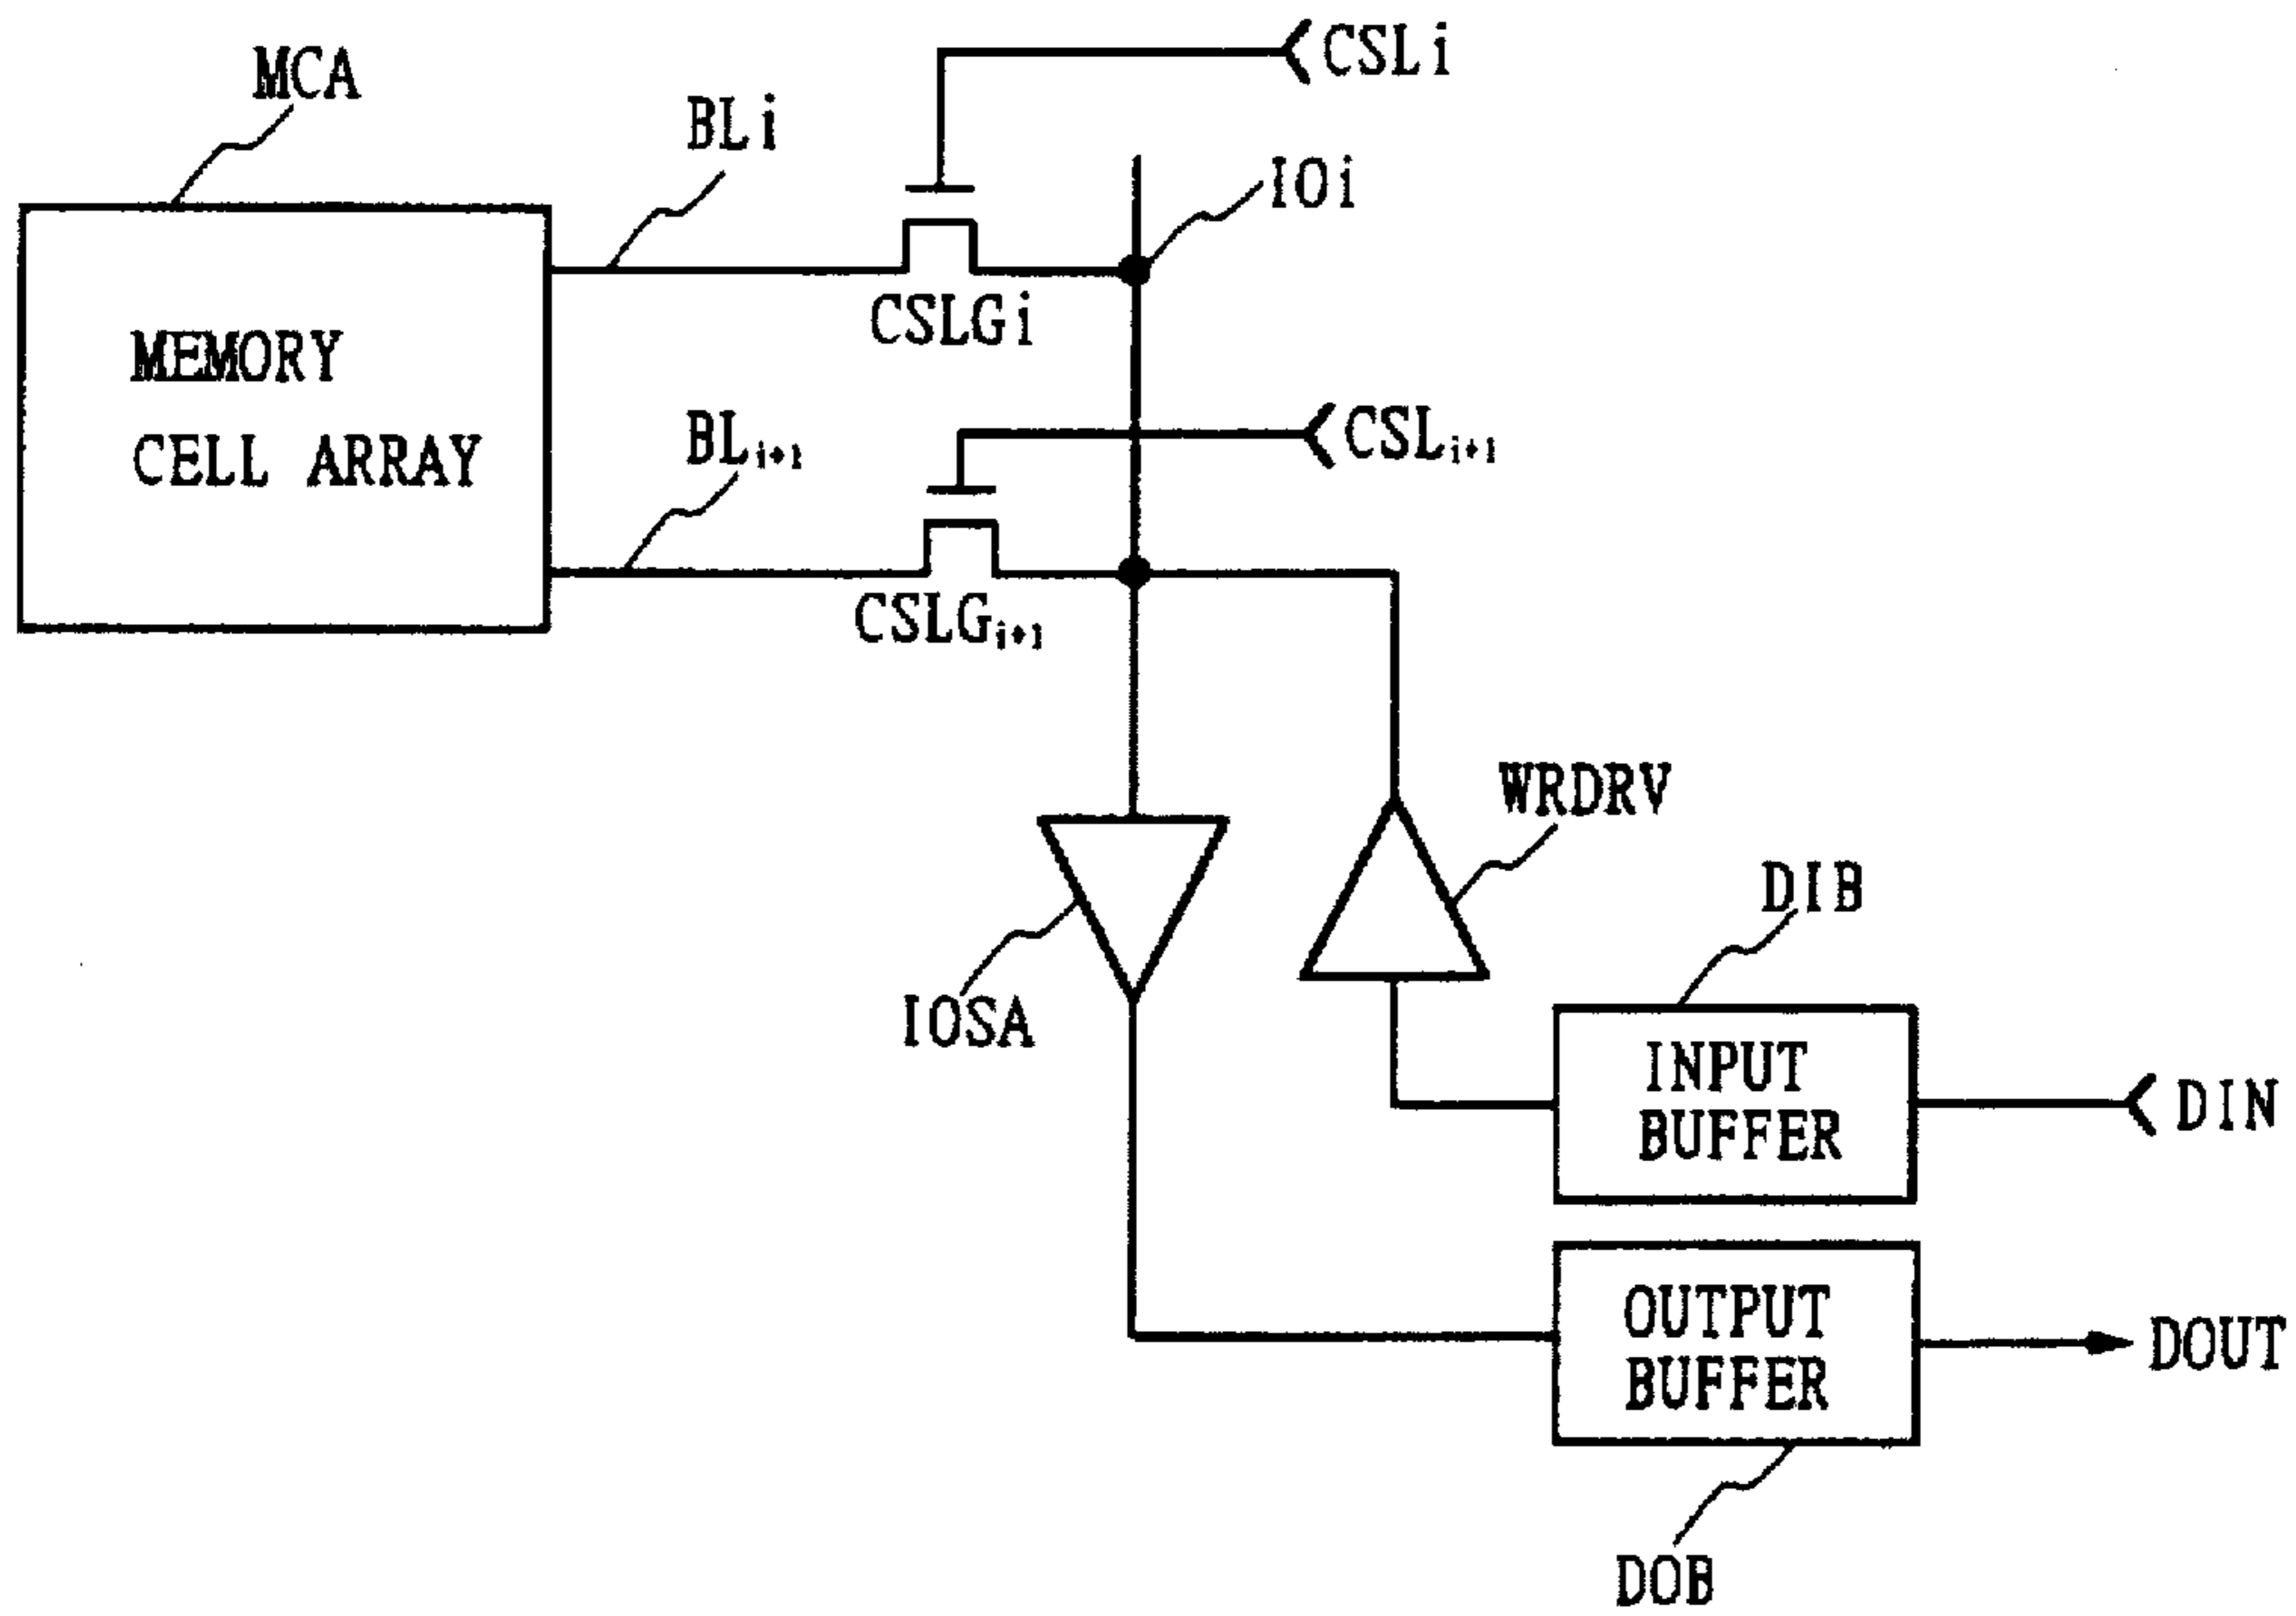 CSLi
MCA
BLi
IOi
CSLGi
MEMORY
CELL ARRAY
BLi+1
CSLi+1
CSLGi+1
WRDRV
DIB
IOSA
INPUT
BUFFER
DIN
OUTPUT
BUFFER
DOUT
DOB